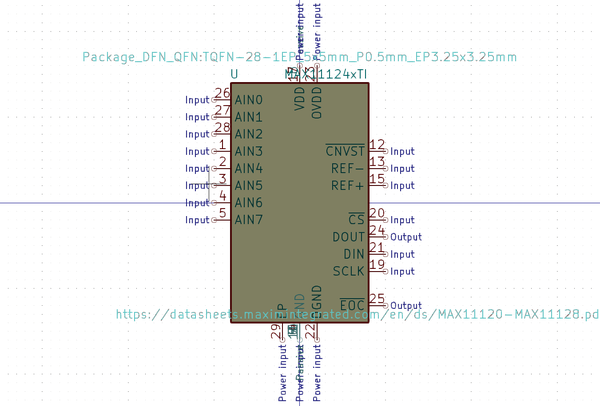 Power input
Power input
Package_DFN_QFN:TQFN-28-1EP_5x5mm_P0.5mm_EP3.25x3.25mm
U
MAX11124xTI
VDD
OVDD
Input 26 AIN0
Input 27 AIN1
Input 28 AIN2
Input 1 AIN3
CNVST 12 Input
Input 2 AIN4
REF- 13 Input
Input 3 AIN5
REF+ 15 Input
Input 4 AIN6
Input 5 AIN7
CS 20 Input
DOUT 24 Output
DIN 21 Input
SCLK 19 Input
EOC 25 Output
EP
GND
https://datasheets.maximintegrated.com/en/ds/MAX11120-MAX11128.pd
29
22
Power input
Power input